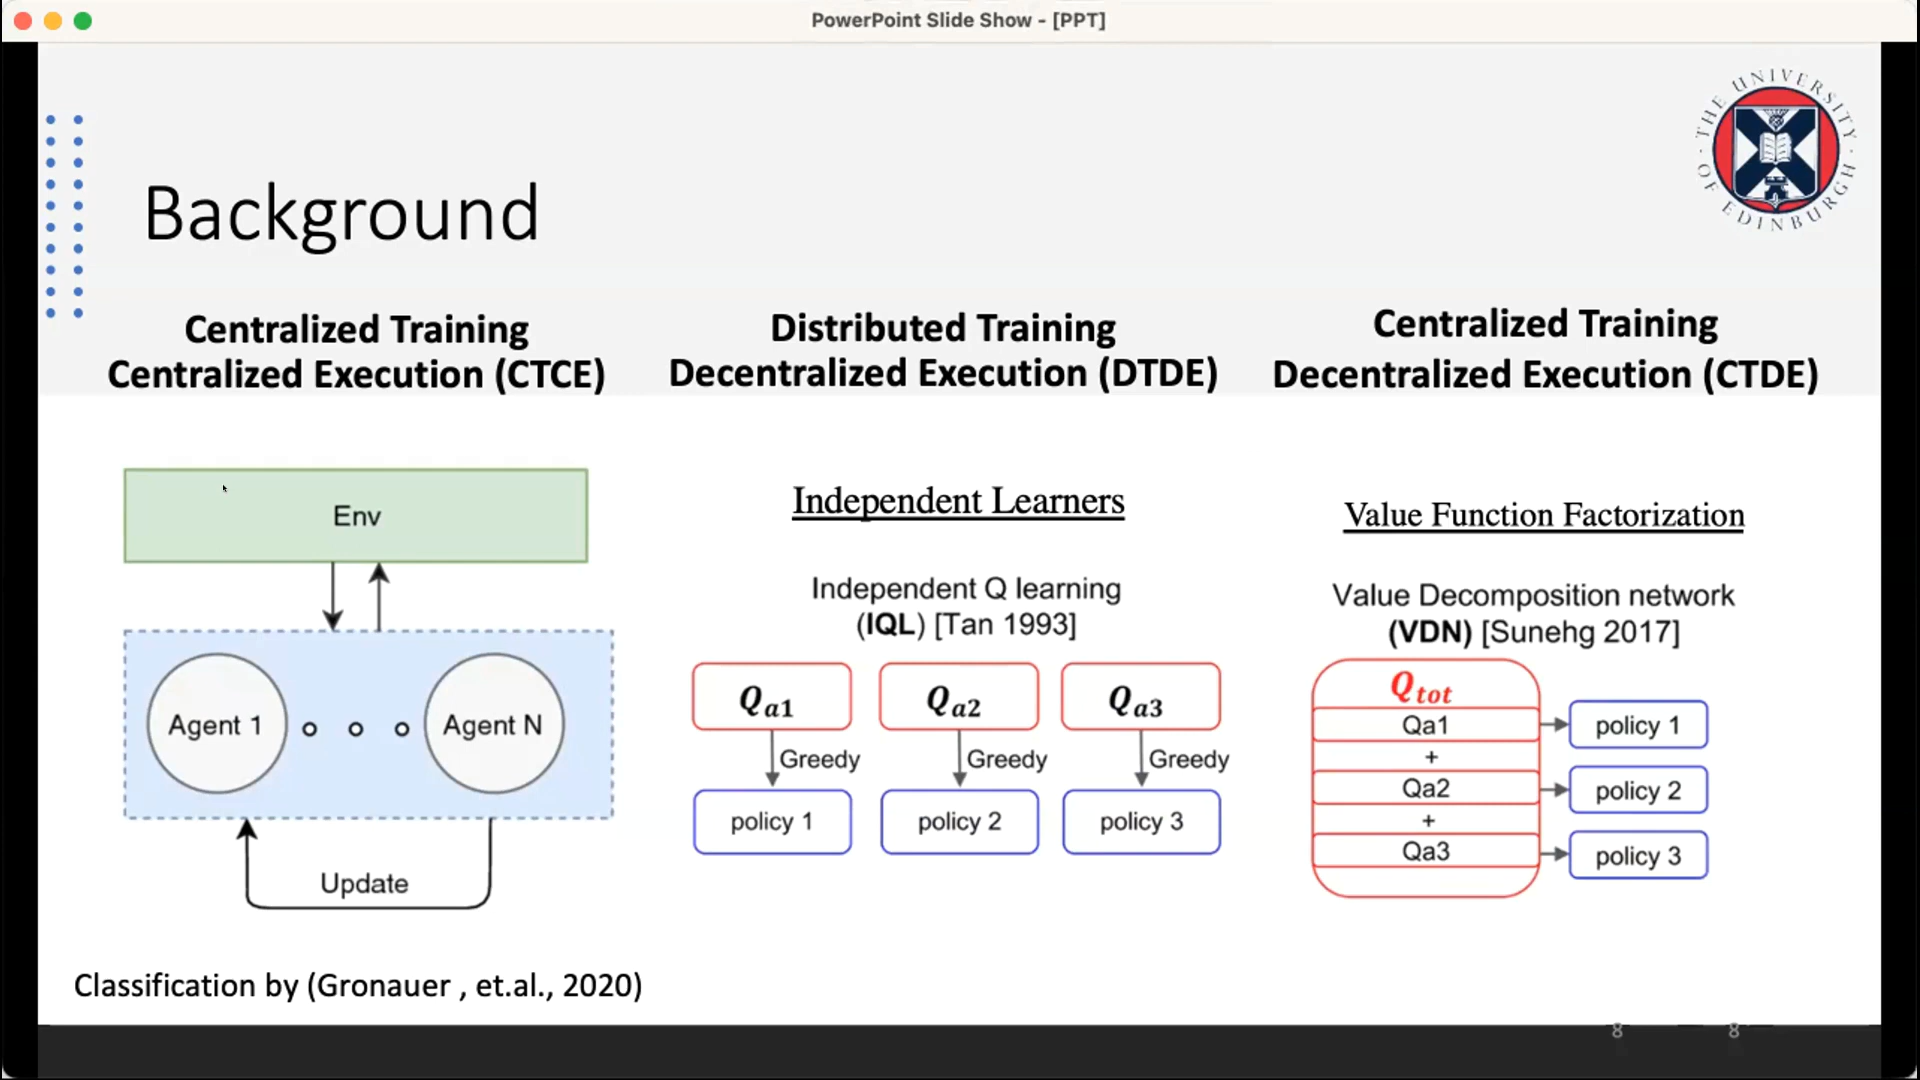 PowerPoint Slide Show - [PPT]
THE UNIVERSITY OF EDINBURGH
Background
Centralized Training
Centralized Execution (CTCE)
Env
Agent 1
Agent N
Update
Classification by (Gronauer , et.al., 2020)
Distributed Training
Decentralized Execution (DTDE)
Independent Learners
Independent Q learning
(IQL) [Tan 1993]
Qa1 Qa2 Qa3
Greedy Greedy Greedy
policy 1 policy 2 policy 3
Centralized Training
Decentralized Execution (CTDE)
Value Function Factorization
Value Decomposition network
(VDN) [Sunehg 2017]
Qtot
Qa1 policy 1
+
Qa2 policy 2
+
Qa3 policy 3
8 8